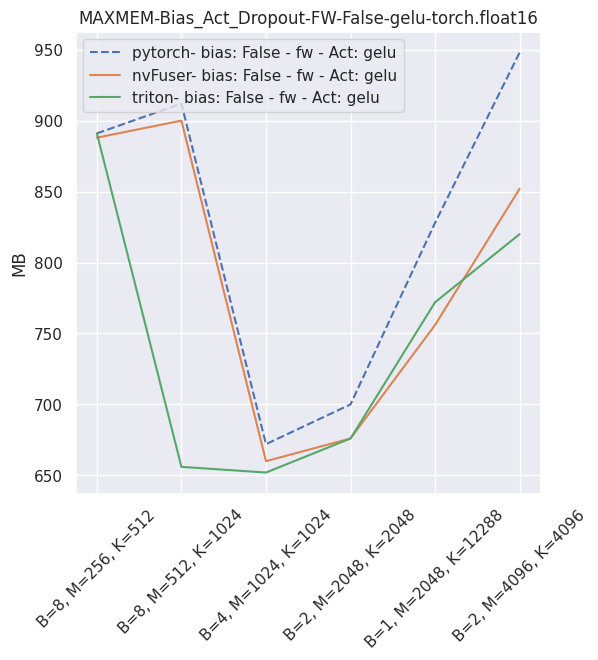 MAXMEM-Bias_Act_Dropout-FW-False-gelu-torch.float16
pytorch- bias: False - fw - Act: gelu
nvFuser- bias: False - fw - Act: gelu
triton- bias: False - fw - Act: gelu
950
900
850
800
750
700
650
MB
B=8, M=256, K=512
B=8, M=512, K=1024
B=4, M=1024, K=1024
B=2, M=2048, K=2048
B=1, M=2048, K=12288
B=2, M=4096, K=4096